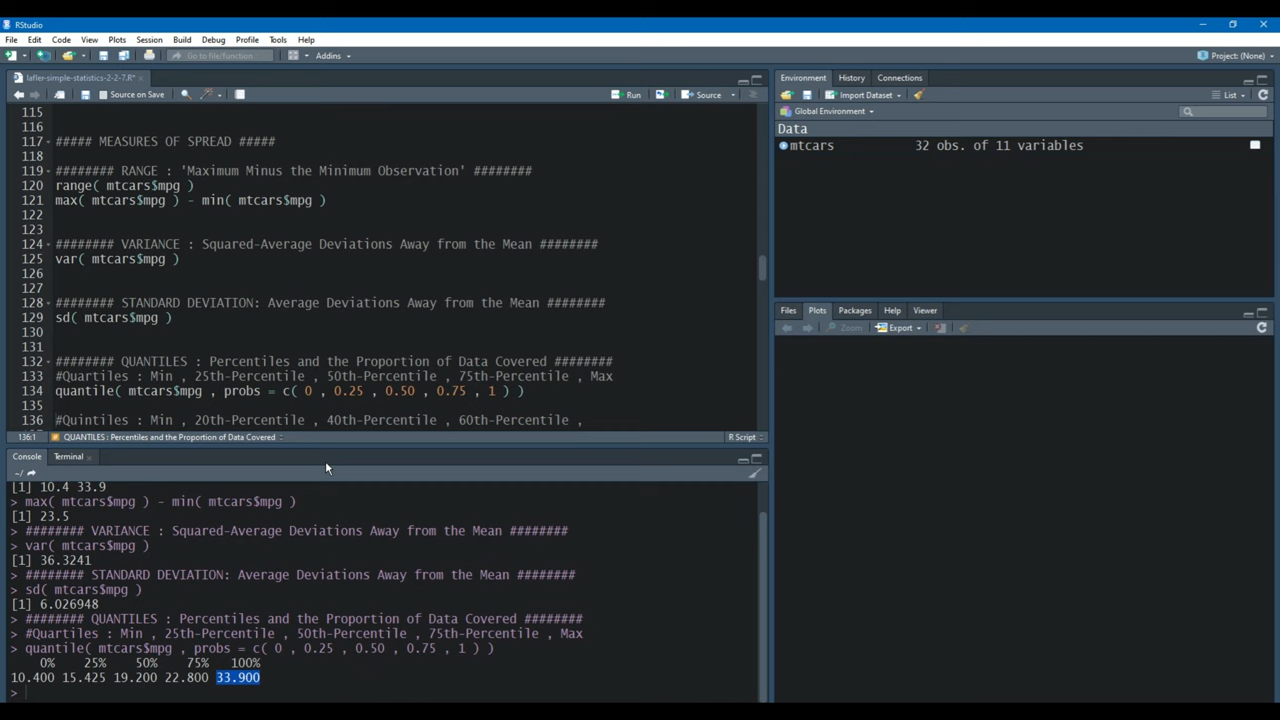 RStudio
File Edit Code View Plots Session Build Debug Profile Tools Help
Go to file/function Addins Project: (None)
lafler-simple-statistics-2-2-7.R*
Source on Save Run Source
115
116
117 ##### MEASURES OF SPREAD #####
118
119 ######## RANGE : 'Maximum Minus the Minimum Observation' ########
120 range( mtcars$mpg )
121 max( mtcars$mpg ) - min( mtcars$mpg )
122
123
124 ######## VARIANCE : Squared-Average Deviations Away from the Mean ########
125 var( mtcars$mpg )
126
127
128 ######## STANDARD DEVIATION: Average Deviations Away from the Mean ########
129 sd( mtcars$mpg )
130
131
132 ######## QUANTILES : Percentiles and the Proportion of Data Covered ########
133 #Quartiles : Min , 25th-Percentile , 50th-Percentile , 75th-Percentile , Max
134 quantile( mtcars$mpg , probs = c( 0 , 0.25 , 0.50 , 0.75 , 1 ) )
135
136 #Quintiles : Min , 20th-Percentile , 40th-Percentile , 60th-Percentile ,
136:1 QUANTILES : Percentiles and the Proportion of Data Covered R Script
Console Terminal
~/
[1] 10.4 33.9
> max( mtcars$mpg ) - min( mtcars$mpg )
[1] 23.5
> ######## VARIANCE : Squared-Average Deviations Away from the Mean ########
> var( mtcars$mpg )
[1] 36.3241
> ######## STANDARD DEVIATION: Average Deviations Away from the Mean ########
> sd( mtcars$mpg )
[1] 6.026948
> ######## QUANTILES : Percentiles and the Proportion of Data Covered ########
> #Quartiles : Min , 25th-Percentile , 50th-Percentile , 75th-Percentile , Max
> quantile( mtcars$mpg , probs = c( 0 , 0.25 , 0.50 , 0.75 , 1 ) )
0% 25% 50% 75% 100%
10.400 15.425 19.200 22.800 33.900
>
Environment History Connections
Import Dataset List
Global Environment
Data
mtcars 32 obs. of 11 variables
Files Plots Packages Help Viewer
Zoom Export